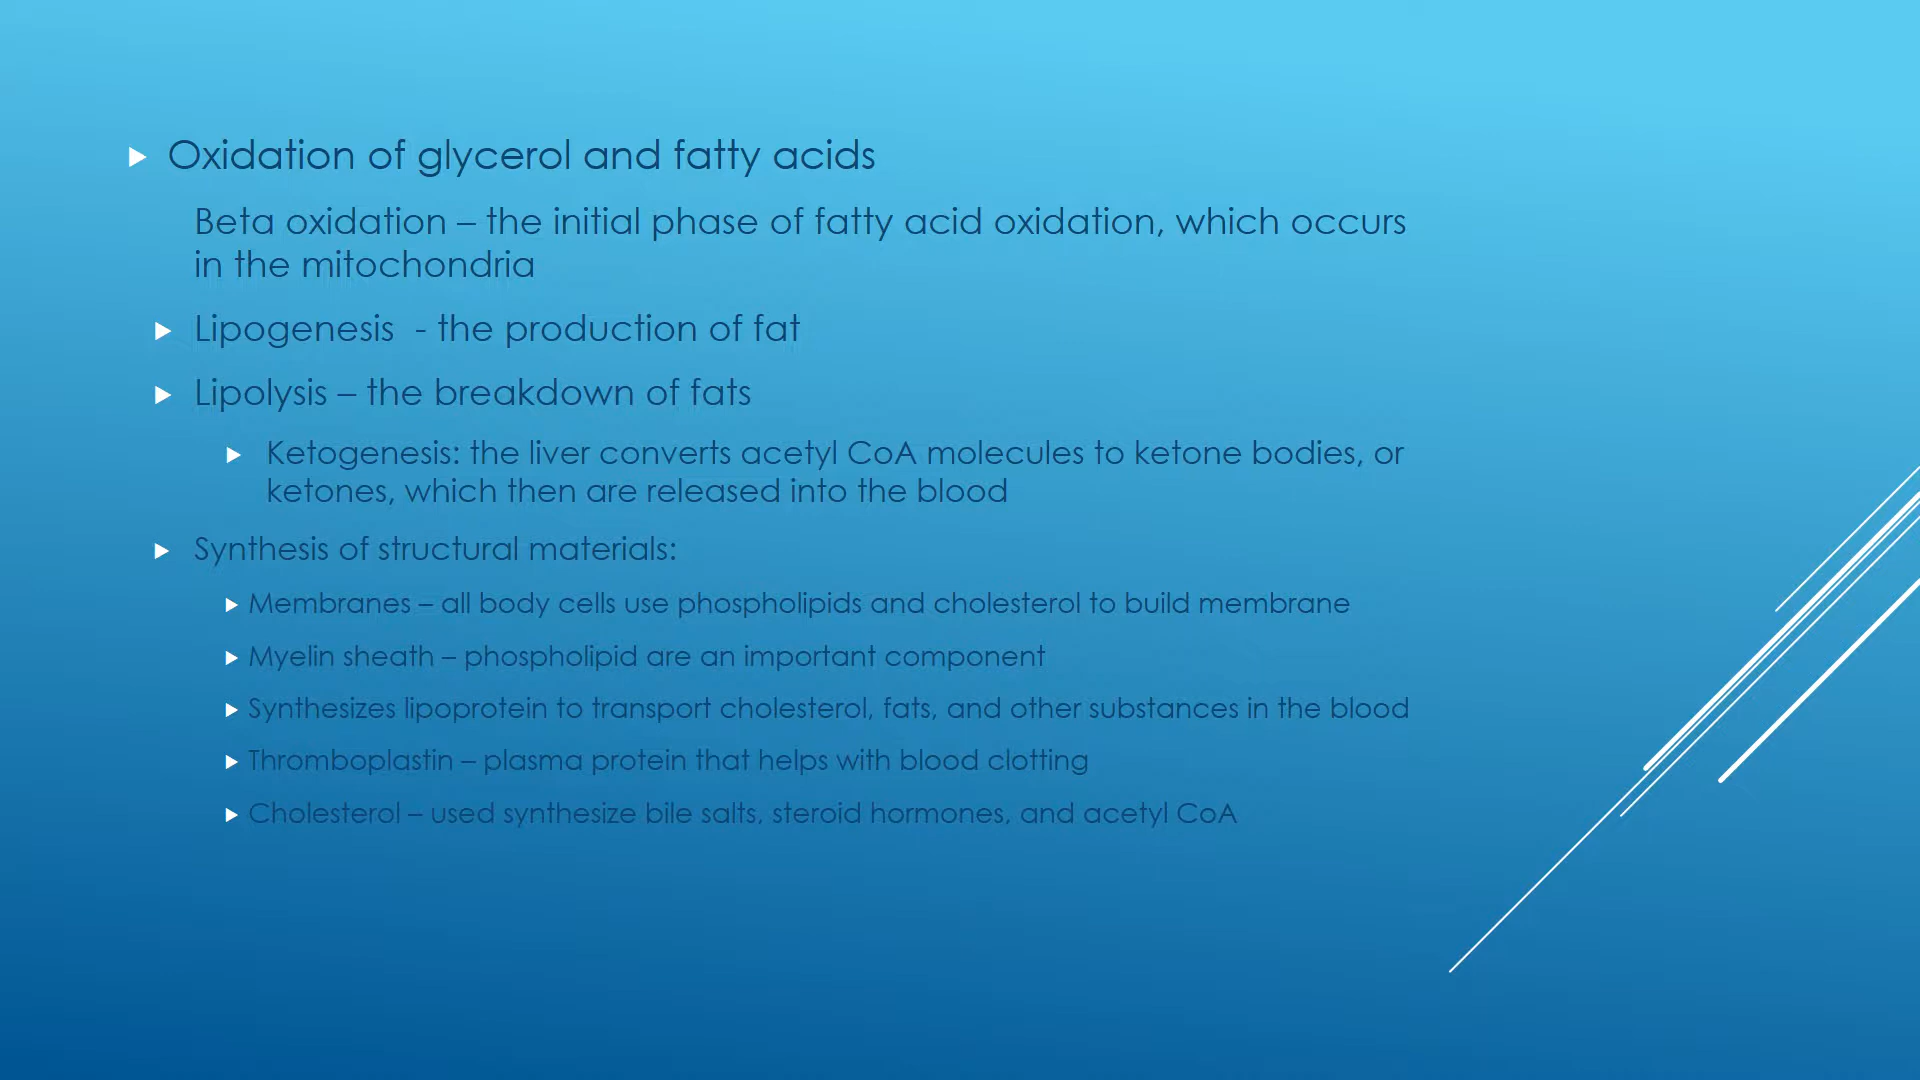 Oxidation of glycerol and fatty acids
Beta oxidation – the initial phase of fatty acid oxidation, which occurs
in the mitochondria
Lipogenesis  - the production of fat
Lipolysis – the breakdown of fats
Ketogenesis: the liver converts acetyl CoA molecules to ketone bodies, or
ketones, which then are released into the blood
Synthesis of structural materials:
Membranes – all body cells use phospholipids and cholesterol to build membrane
Myelin sheath – phospholipid are an important component
Synthesizes lipoprotein to transport cholesterol, fats, and other substances in the blood
Thromboplastin – plasma protein that helps with blood clotting
Cholesterol – used synthesize bile salts, steroid hormones, and acetyl CoA